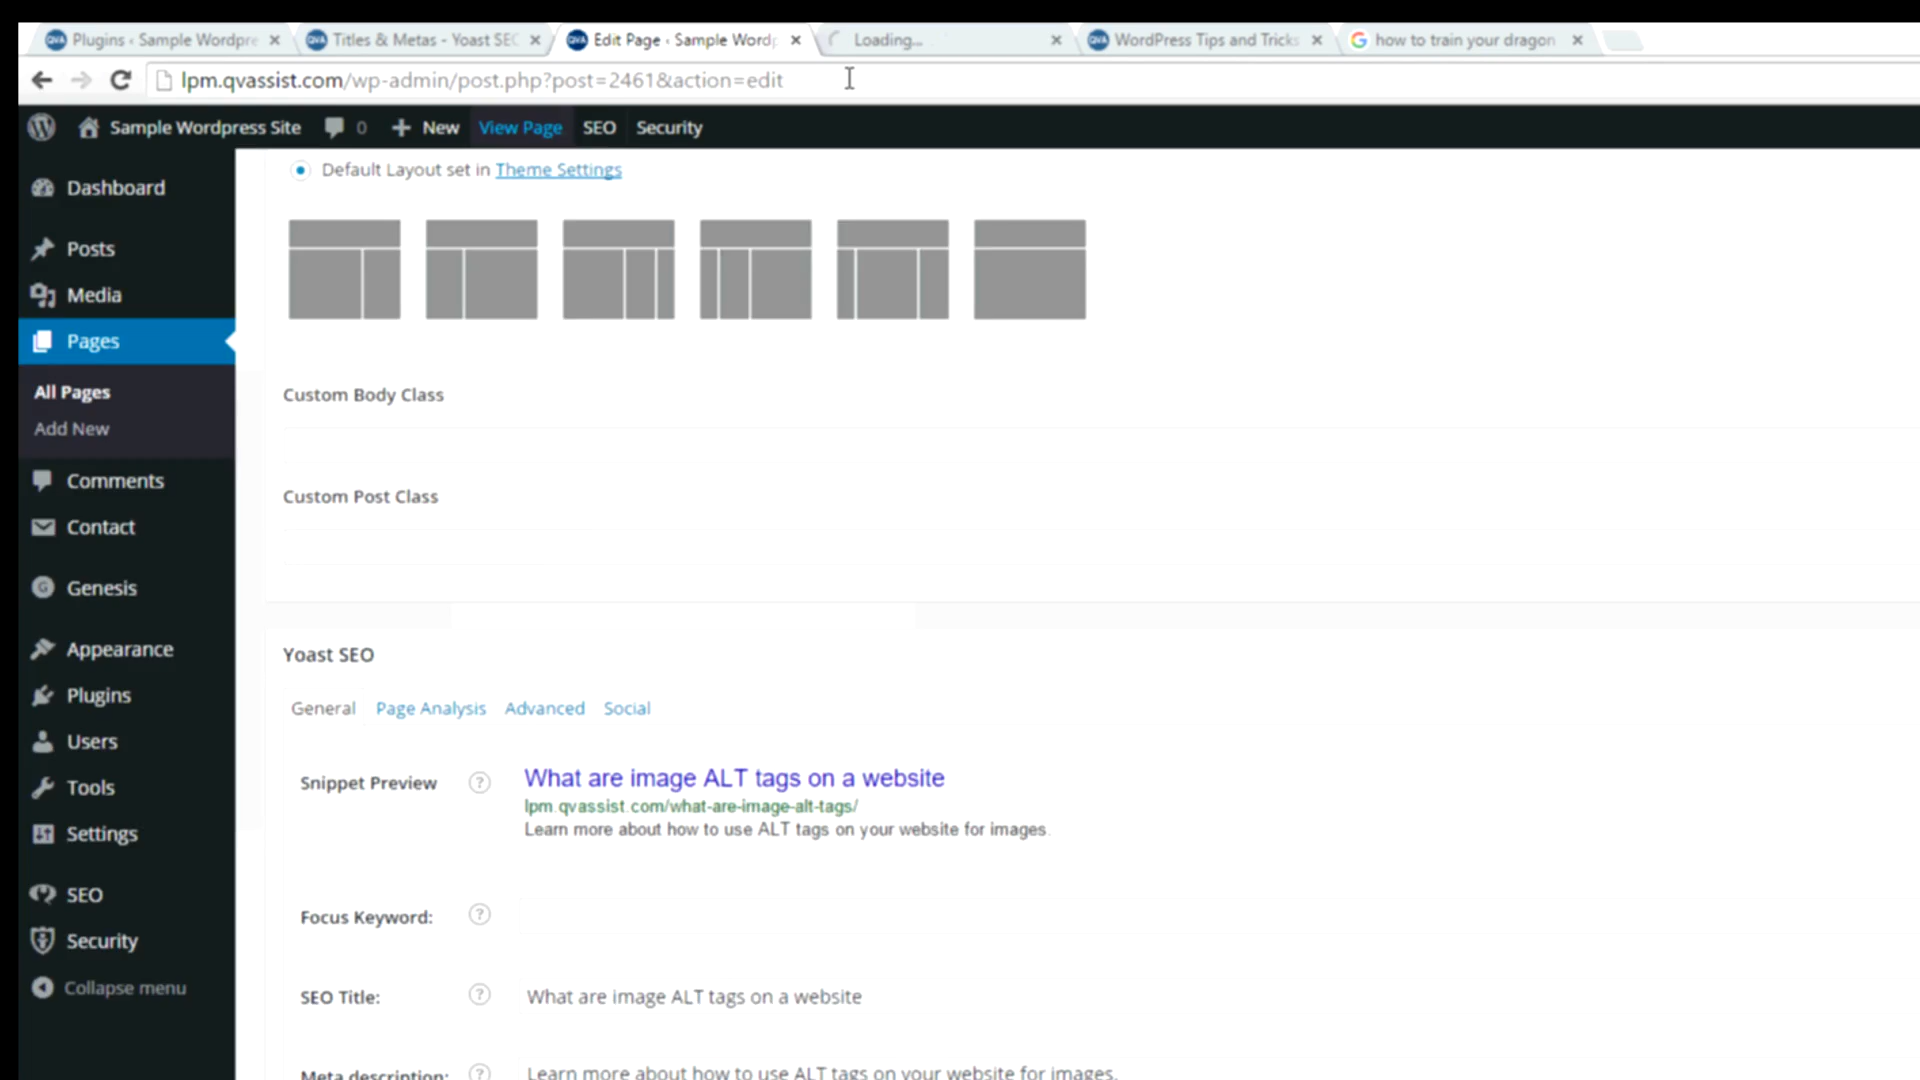 Plugins ‹ Sample Wordpre
Titles & Metas - Yoast SEC
Edit Page ‹ Sample Word
Loading...
WordPress Tips and Tricks
how to train your dragon
lpm.qvassist.com/wp-admin/post.php?post=2461&action=edit
Sample Wordpress Site
0
New
View Page
SEO
Security
Dashboard
Posts
Media
Pages
All Pages
Add New
Comments
Contact
Genesis
Appearance
Plugins
Users
Tools
Settings
SEO
Security
Collapse menu
Default Layout set in Theme Settings
Custom Body Class
Custom Post Class
Yoast SEO
General Page Analysis Advanced Social
Snippet Preview ?
What are image ALT tags on a website
lpm.qvassist.com/what-are-image-alt-tags/
Learn more about how to use ALT tags on your website for images.
Focus Keyword: ?
SEO Title: ? What are image ALT tags on a website
Meta description: ? Learn more about how to use ALT tags on your website for images.